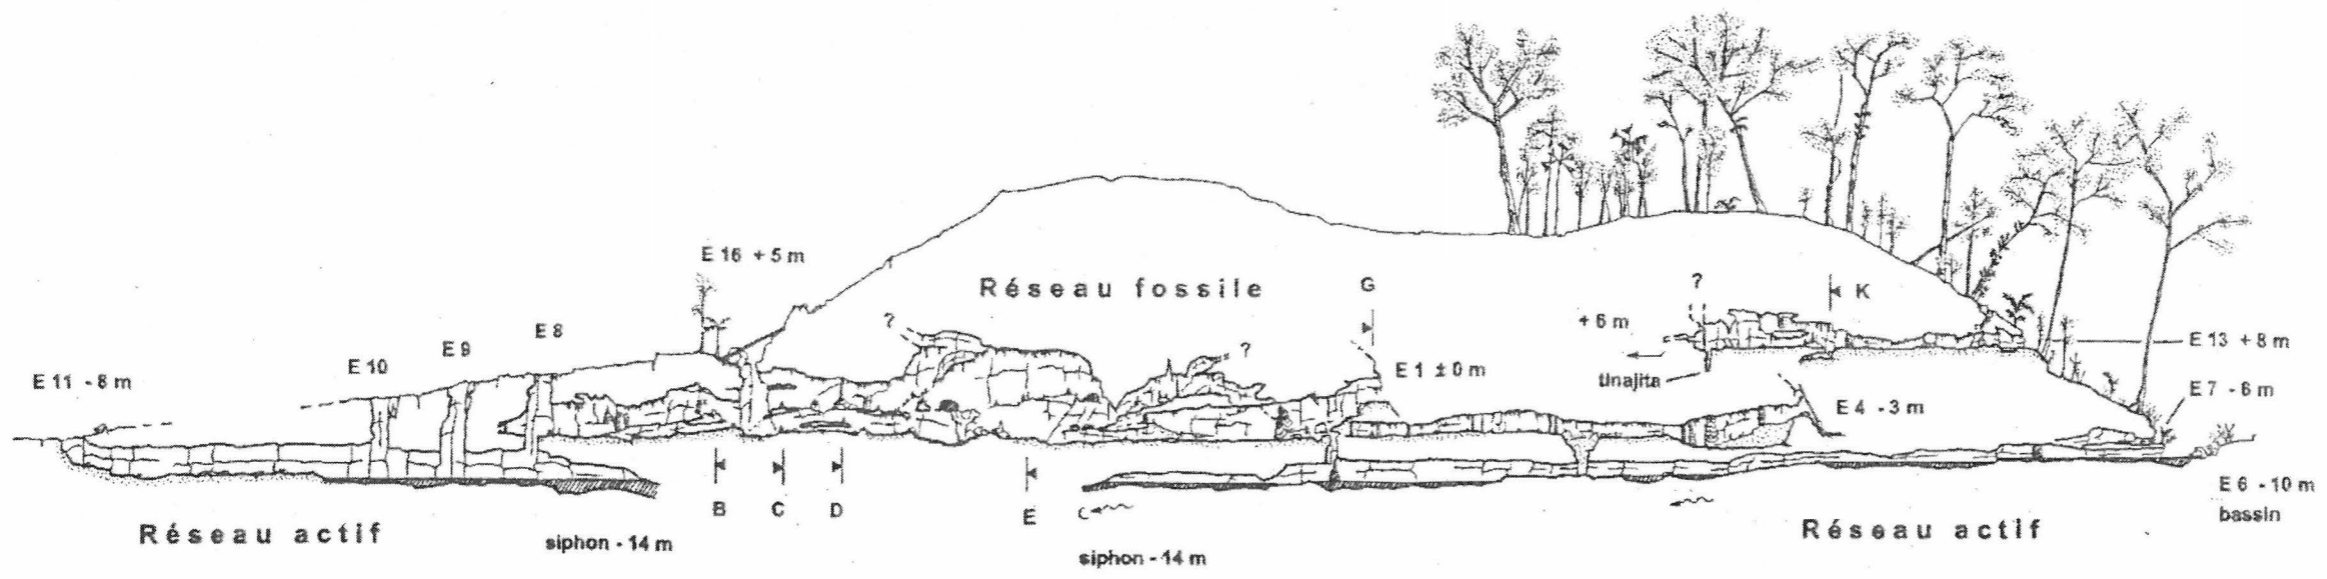 E 16 + 5 m
Réseau fossile
G
?
K
?
+ 6 m
E 8
E 9
?
E 13 + 8 m
E 10
E 1 ± 0 m
tinajita
E 11 - 8 m
E 7 - 6 m
E 4 - 3 m
E 6 - 10 m
bassin
B
C
D
E
Réseau actif
siphon - 14 m
siphon - 14 m
Réseau actif